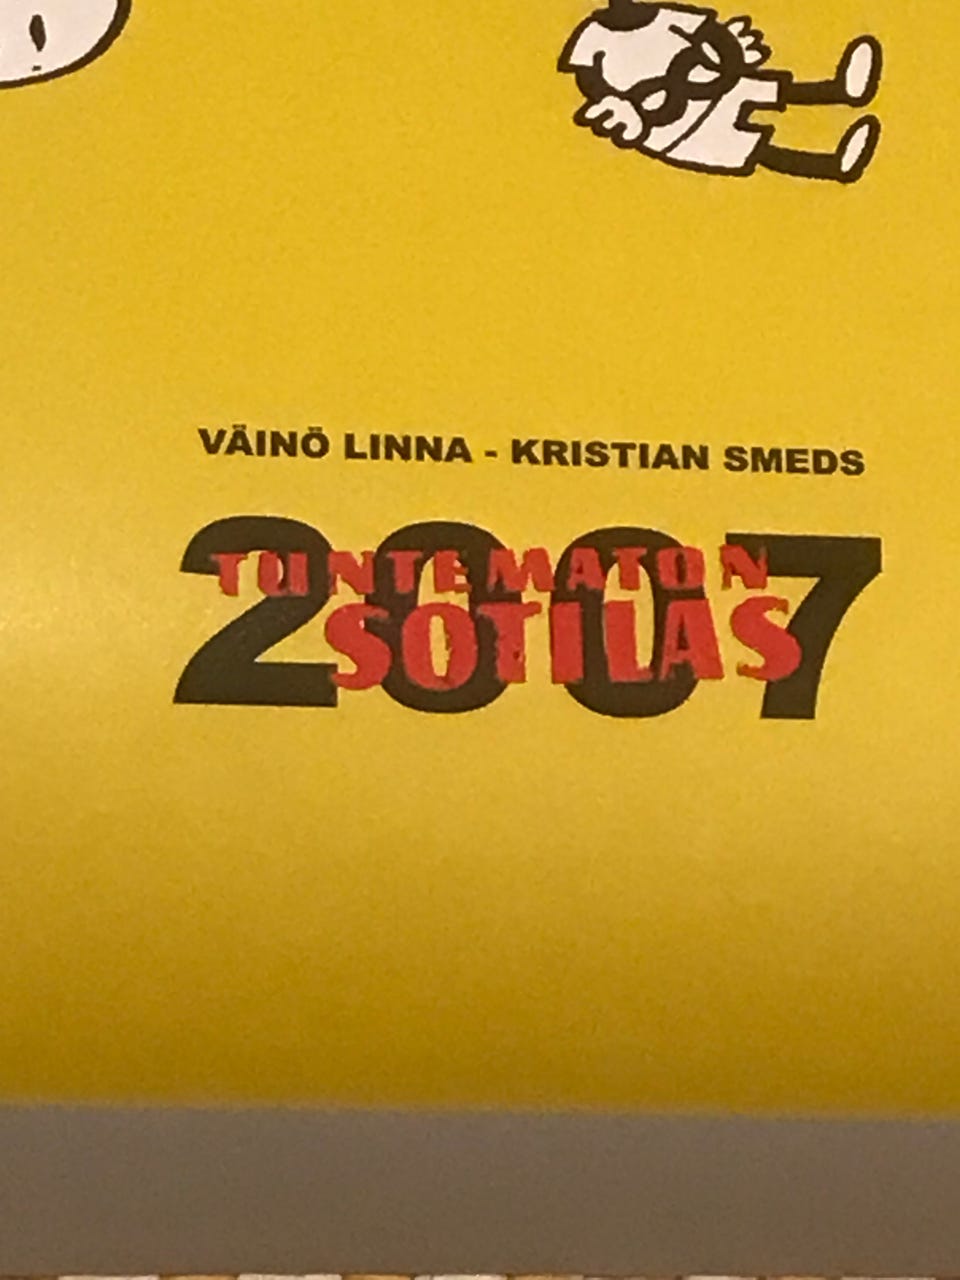 VÄINÖ LINNA - KRISTIAN SMEDS
2007
TUNTEMATON
SOTILAS